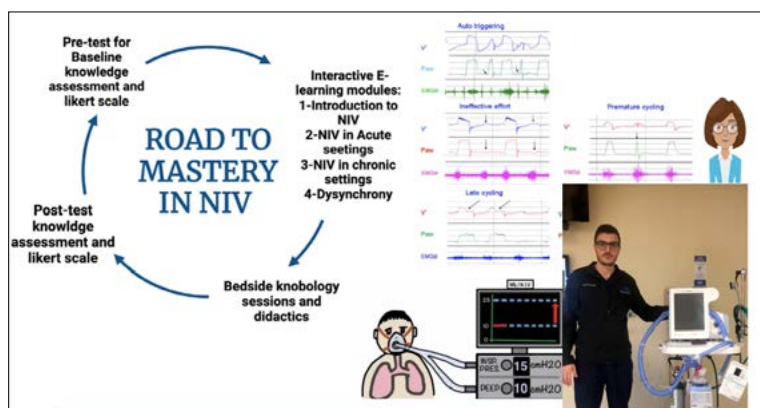 Pre-test for
Baseline
knowledge
assessment and
likert scale
ROAD TO
MASTERY
IN NIV
Interactive E-
learning modules:
1-Introduction to
NIV
2-NIV in Acute
seetings
3-NIV in chronic
settings
4-Dysynchrony
Bedside knobology
sessions and
didactics
Post-test knowldge
assessment and
likert scale
Auto triggering
V'
Paw
EMGdi
Ineffective effort
V'
Paw
EMGdi
Premature cycling
V'
Paw
EMGdi
Late cycling
V'
Paw
EMGdi
25
10
0
INSP.
PRES. 15 cmH2O
PEEP 10 cmH2O